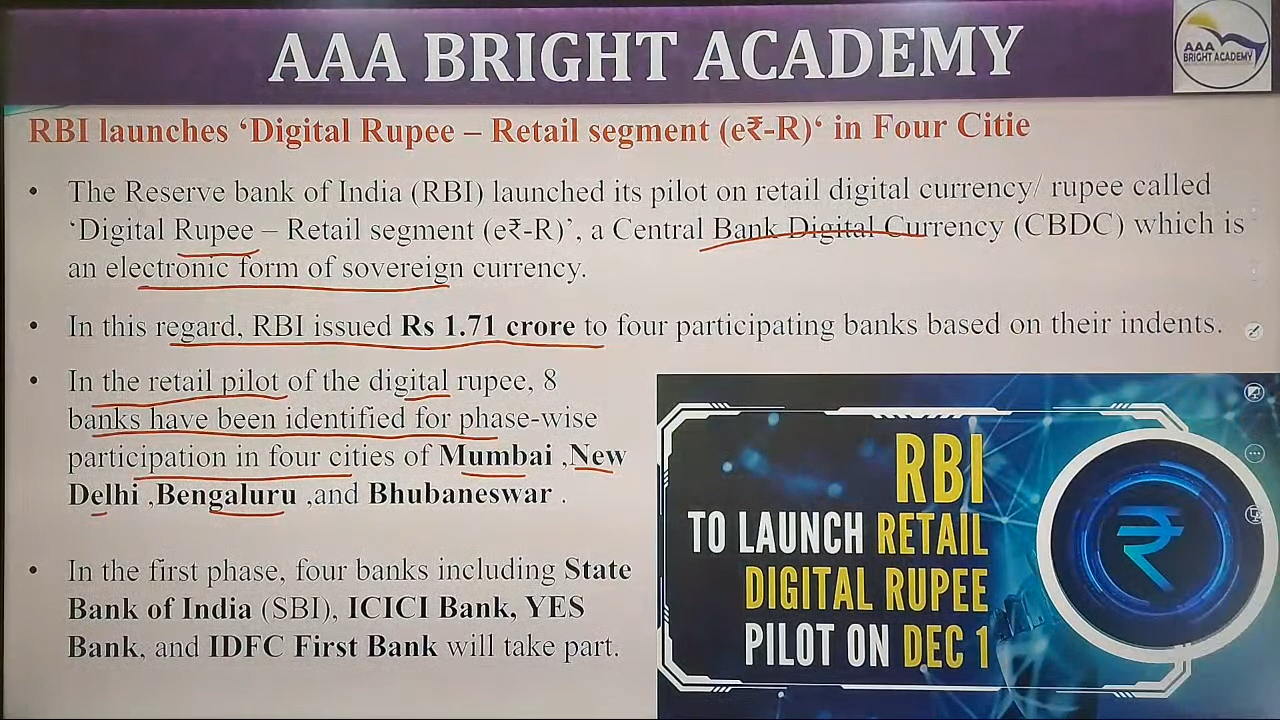 AAA BRIGHT ACADEMY
AAA
BRIGHT ACADEMY
RBI launches ‘Digital Rupee – Retail segment (e₹-R)‘ in Four Citie
• The Reserve bank of India (RBI) launched its pilot on retail digital currency/ rupee called
‘Digital Rupee – Retail segment (e₹-R)’, a Central Bank Digital Currency (CBDC) which is
an electronic form of sovereign currency.
• In this regard, RBI issued Rs 1.71 crore to four participating banks based on their indents.
• In the retail pilot of the digital rupee, 8
banks have been identified for phase-wise
participation in four cities of Mumbai ,New
Delhi ,Bengaluru ,and Bhubaneswar .
• In the first phase, four banks including State
Bank of India (SBI), ICICI Bank, YES
Bank, and IDFC First Bank will take part.
RBI
TO LAUNCH RETAIL
DIGITAL RUPEE
PILOT ON DEC 1
₹